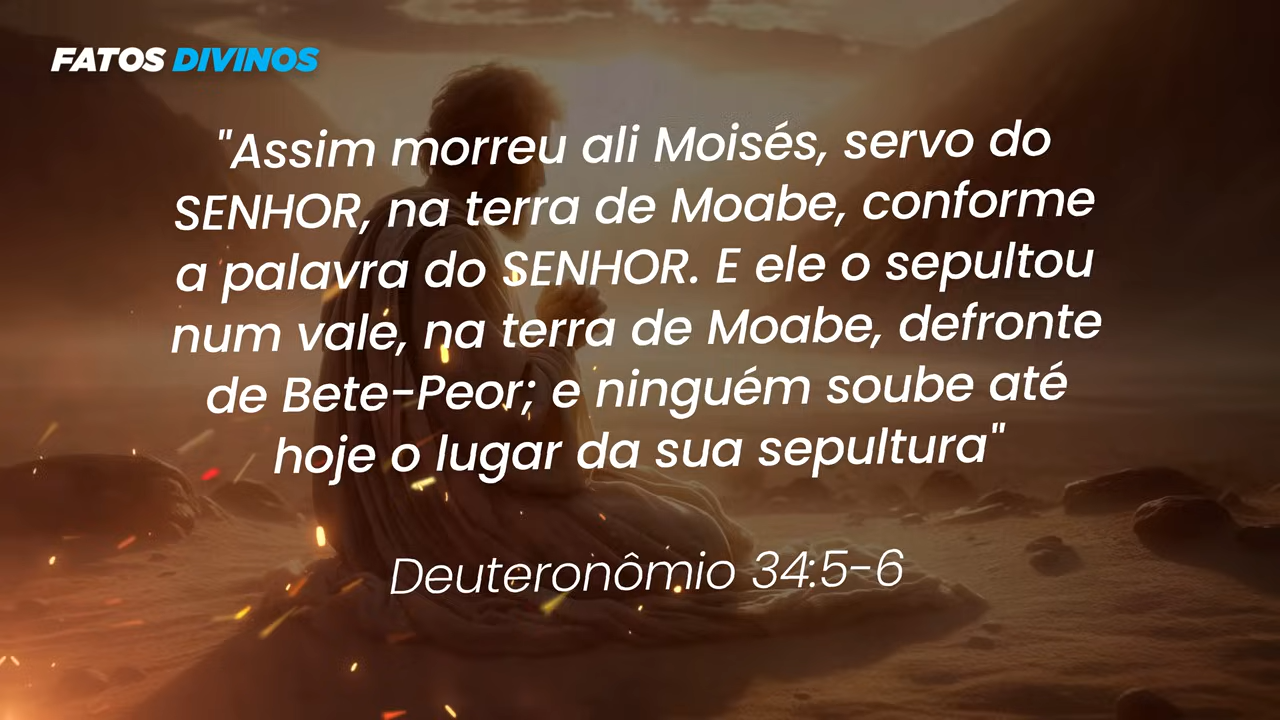 FATOS DIVINOS
"Assim morreu ali Moisés, servo do
SENHOR, na terra de Moabe, conforme
a palavra do SENHOR. E ele o sepultou
num vale, na terra de Moabe, defronte
de Bete-Peor; e ninguém soube até
hoje o lugar da sua sepultura"
Deuteronômio 34:5-6